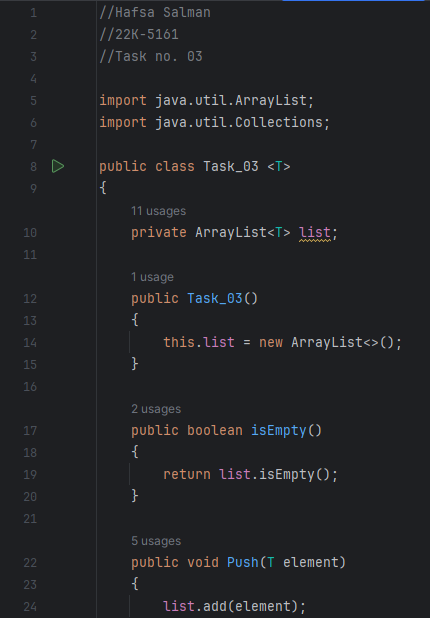 1 //Hafsa Salman
2 //22K-5161
3 //Task no. 03
4
5 import java.util.ArrayList;
6 import java.util.Collections;
7
8 public class Task_03 <T>
9 {
11 usages
10 private ArrayList<T> list;
11
1 usage
12 public Task_03()
13 {
14 this.list = new ArrayList<>();
15 }
16
2 usages
17 public boolean isEmpty()
18 {
19 return list.isEmpty();
20 }
21
5 usages
22 public void Push(T element)
23 {
24 list.add(element);